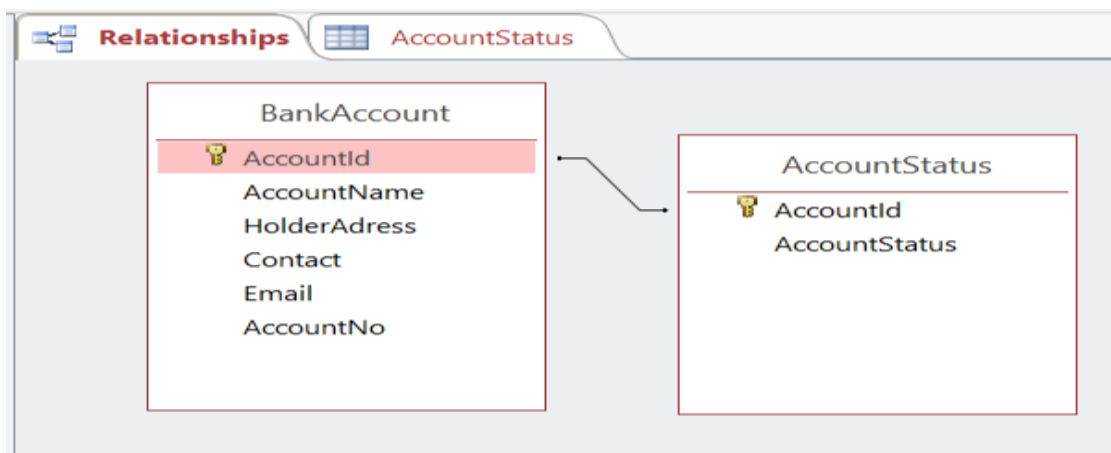 Relationships
AccountStatus
BankAccount
AccountId
AccountName
HolderAdress
Contact
Email
AccountNo
AccountStatus
AccountId
AccountStatus